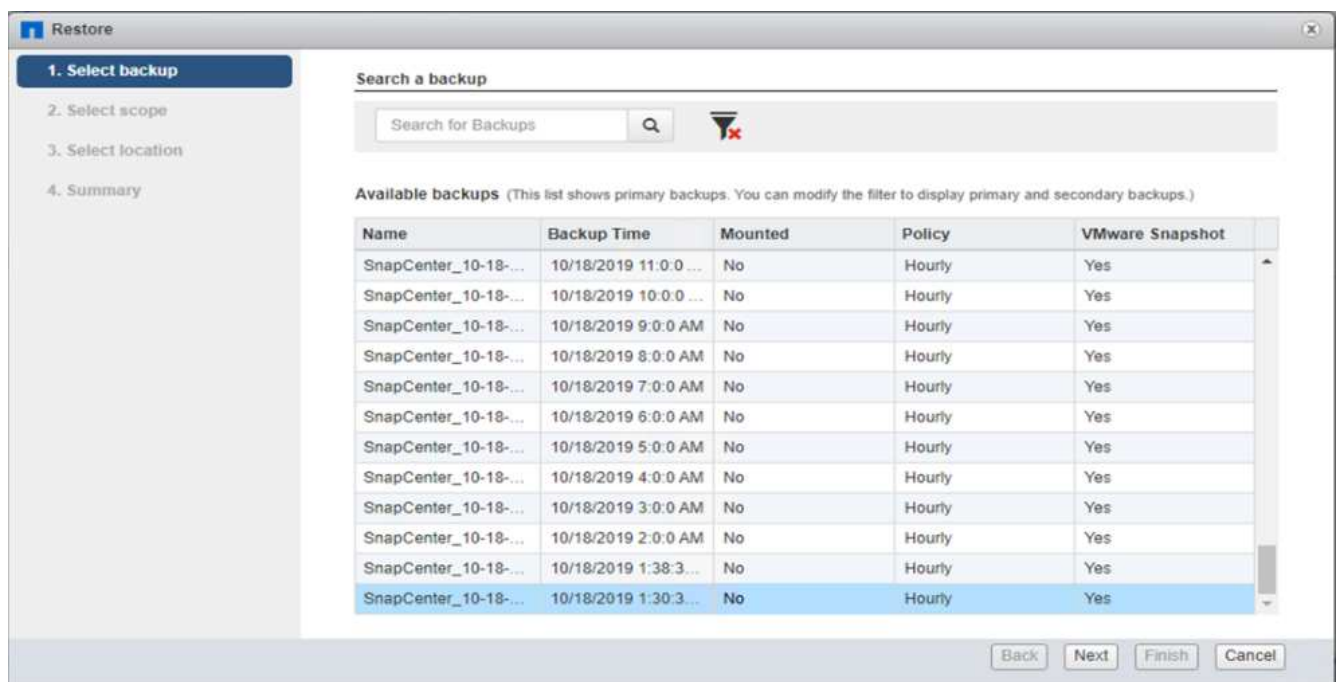 Restore
1. Select backup
2. Select scope
3. Select location
4. Summary
Search a backup
Search for Backups
Available backups (This list shows primary backups. You can modify the filter to display primary and secondary backups.)
Name Backup Time Mounted Policy VMware Snapshot
SnapCenter_10-18-... 10/18/2019 11:0:0 ... No Hourly Yes
SnapCenter_10-18-... 10/18/2019 10:0:0 ... No Hourly Yes
SnapCenter_10-18-... 10/18/2019 9:0:0 AM No Hourly Yes
SnapCenter_10-18-... 10/18/2019 8:0:0 AM No Hourly Yes
SnapCenter_10-18-... 10/18/2019 7:0:0 AM No Hourly Yes
SnapCenter_10-18-... 10/18/2019 6:0:0 AM No Hourly Yes
SnapCenter_10-18-... 10/18/2019 5:0:0 AM No Hourly Yes
SnapCenter_10-18-... 10/18/2019 4:0:0 AM No Hourly Yes
SnapCenter_10-18-... 10/18/2019 3:0:0 AM No Hourly Yes
SnapCenter_10-18-... 10/18/2019 2:0:0 AM No Hourly Yes
SnapCenter_10-18-... 10/18/2019 1:38:3... No Hourly Yes
SnapCenter_10-18-... 10/18/2019 1:30:3... No Hourly Yes
Back Next Finish Cancel